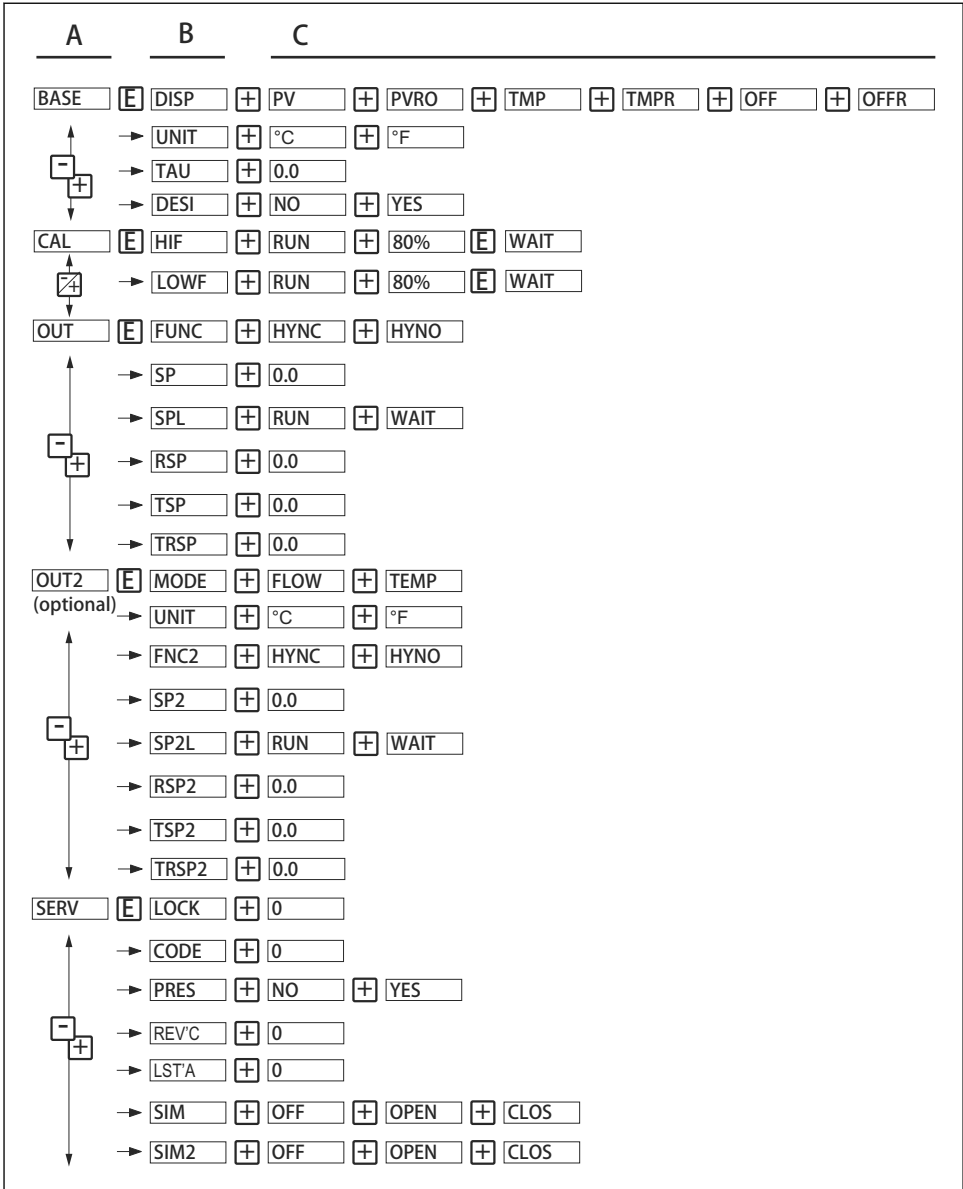 A B C
BASE E DISP + PV + PVRO + TMP + TMPR + OFF + OFFR
UNIT + °C + °F
- +
TAU + 0.0
DESI + NO + YES
CAL E HIF + RUN + 80% E WAIT
-/+ LOWF + RUN + 80% E WAIT
OUT E FUNC + HYNC + HYNO
SP + 0.0
SPL + RUN + WAIT
- +
RSP + 0.0
TSP + 0.0
TRSP + 0.0
OUT2 E MODE + FLOW + TEMP
(optional)
UNIT + °C + °F
FNC2 + HYNC + HYNO
SP2 + 0.0
- +
SP2L + RUN + WAIT
RSP2 + 0.0
TSP2 + 0.0
TRSP2 + 0.0
SERV E LOCK + 0
CODE + 0
PRES + NO + YES
- +
REV'C + 0
LST'A + 0
SIM + OFF + OPEN + CLOS
SIM2 + OFF + OPEN + CLOS